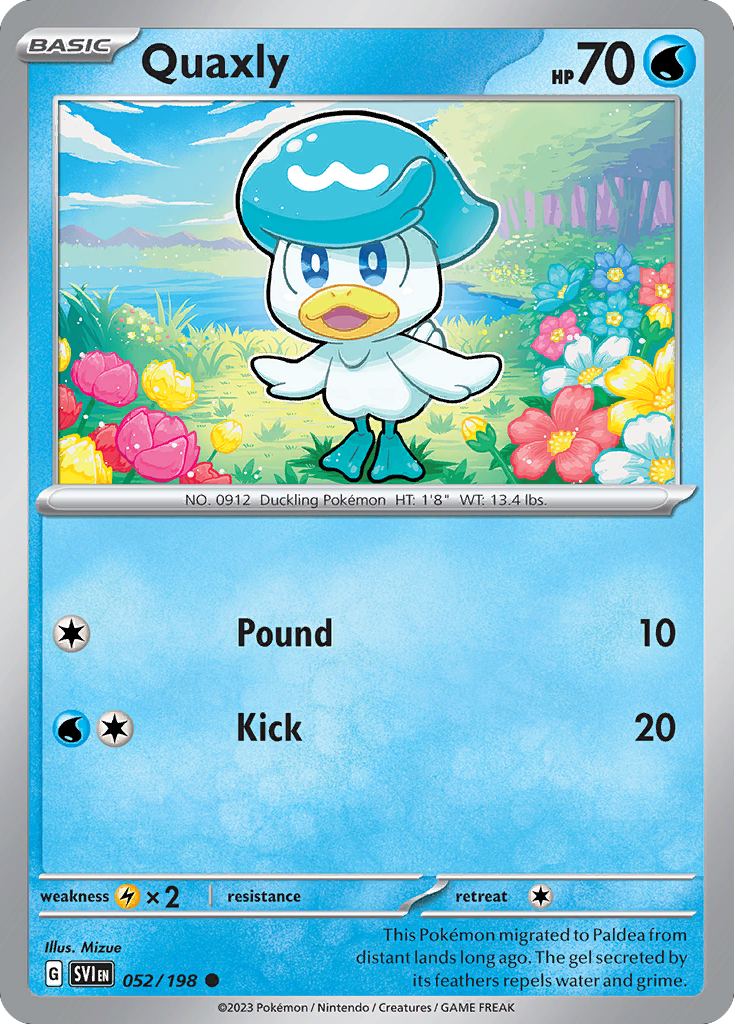 BASIC Quaxly HP 70
NO. 0912 Duckling Pokémon HT: 1'8" WT: 13.4 lbs.
Pound 10
Kick 20
weakness ×2 resistance retreat
Illus. Mizue
G SVI EN 052/198
This Pokémon migrated to Paldea from
distant lands long ago. The gel secreted by
its feathers repels water and grime.
©2023 Pokémon / Nintendo / Creatures / GAME FREAK